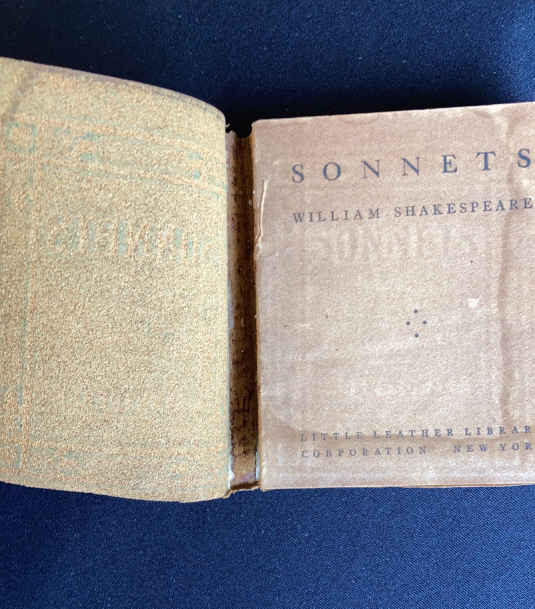 SONNETS
WILLIAM SHAKESPEARE
LITTLE LEATHER LIBRAR
CORPORATION NEW YOR